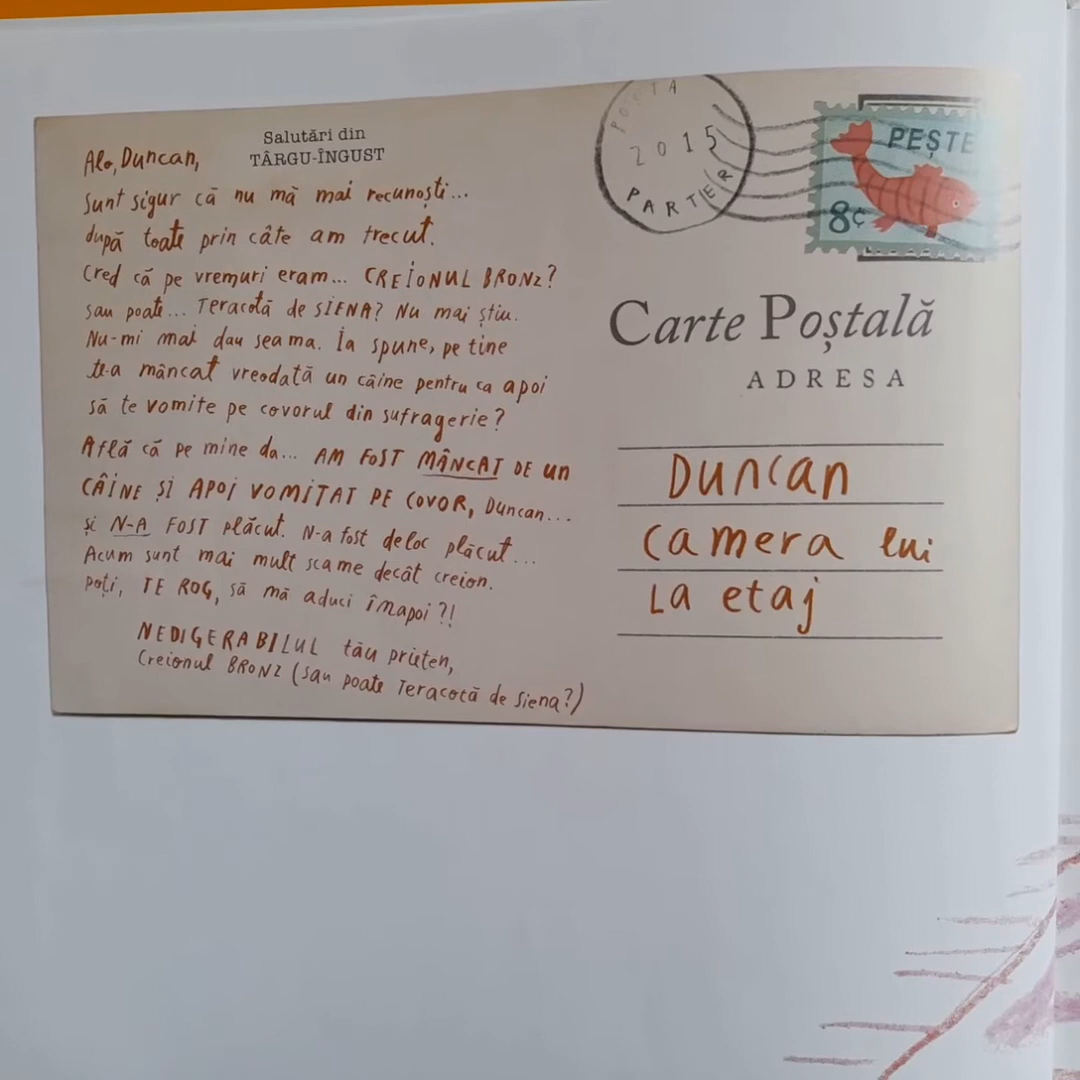 Salutări din
TÂRGU-ÎNGUST
Alo, Duncan,
Sunt sigur că nu mă mai recunoști...
după toate prin câte am trecut.
Cred că pe vremuri eram... CREIONUL BRONZ?
sau poate... Teracotă de SIENA? Nu mai știu.
Nu-mi mai dau seama. Ia spune, pe tine
te-a mâncat vreodată un câine pentru ca apoi
să te vomite pe covorul din sufragerie?
Află că pe mine da... AM FOST MÂNCAT DE UN
CÂINE ȘI APOI VOMITAT PE COVOR, Duncan...
și N-A FOST plăcut. N-a fost deloc plăcut...
Acum sunt mai mult scame decât creion.
Poți, TE ROG, să mă aduci înapoi?!
NEDIGERABILUL tău prieten,
Creionul BRONZ (sau poate Teracotă de Siena?)
POȘTA
2015
PARTER
PEȘTE
8¢
Carte Poștală
ADRESA
Duncan
Camera lui
La etaj